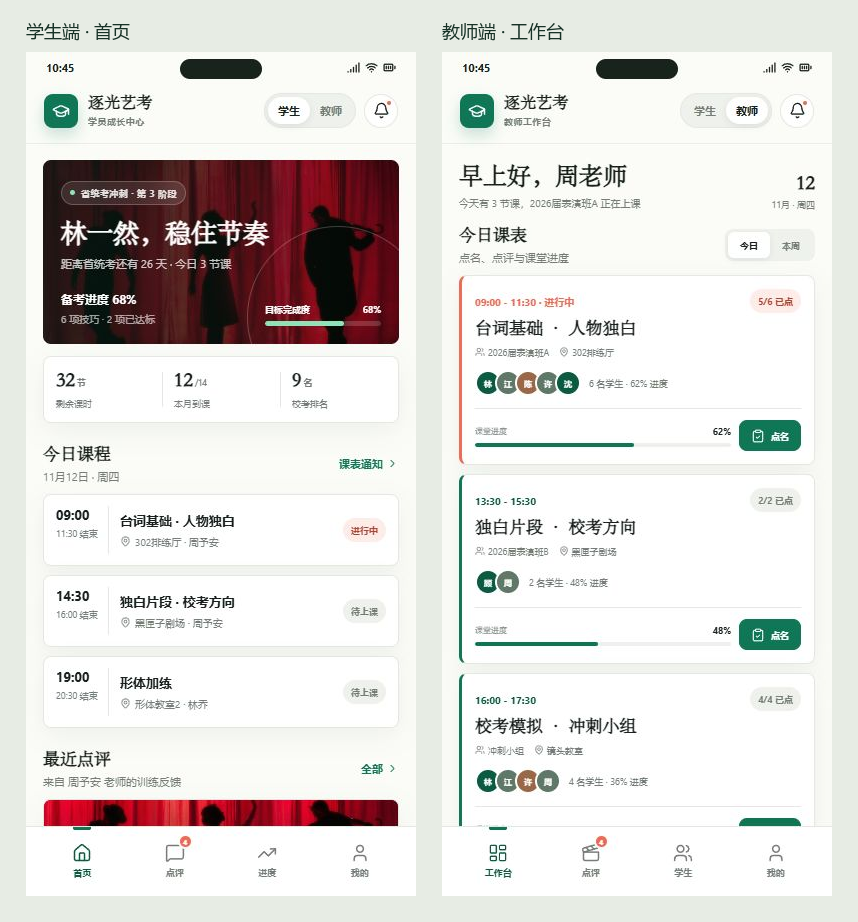 学生端 · 首页
10:45
逐光艺考
学员成长中心
学生
教师
省统考冲刺 · 第 3 阶段
林一然，稳住节奏
距离省统考还有 26 天 · 今日 3 节课
备考进度 68%
6 项技巧 · 2 项已达标
目标完成度
68%
32节
剩余课时
12/14
本月到课
9名
校考排名
今日课程
11月12日 · 周四
课表通知
09:00
11:30 结束
台词基础 · 人物独白
302排练厅 · 周予安
进行中
14:30
16:00 结束
独白片段 · 校考方向
黑匣子剧场 · 周予安
待上课
19:00
20:30 结束
形体加练
形体教室2 · 林乔
待上课
最近点评
来自 周予安 老师的训练反馈
全部
首页
4
点评
进度
我的
教师端 · 工作台
10:45
逐光艺考
教师工作台
学生
教师
早上好，周老师
今天有 3 节课，2026届表演班A 正在上课
12
11月 · 周四
今日课表
点名、点评与课堂进度
今日
本周
09:00 - 11:30 · 进行中
5/6 已点
台词基础 · 人物独白
2026届表演班A
302排练厅
林
江
陈
许
沈
6 名学生 · 62% 进度
课堂进度
62%
点名
13:30 - 15:30
2/2 已点
独白片段 · 校考方向
2026届表演班B
黑匣子剧场
顾
周
2 名学生 · 48% 进度
课堂进度
48%
点名
16:00 - 17:30
4/4 已点
校考模拟 · 冲刺小组
冲刺小组
镜头教室
林
江
许
周
4 名学生 · 36% 进度
工作台
4
点评
学生
我的